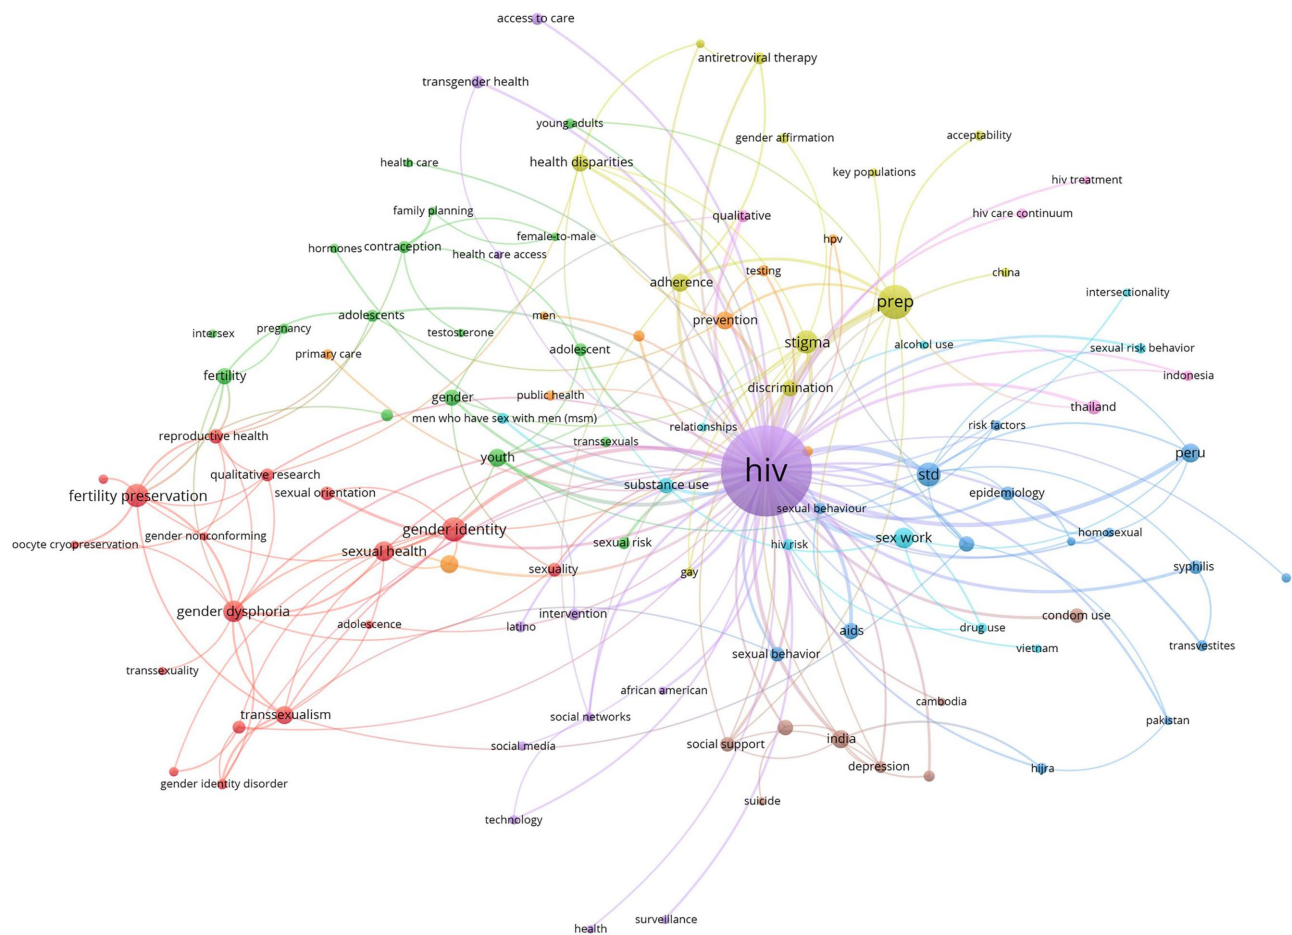 access to care
antiretroviral therapy
transgender health
young adults
gender affirmation
acceptability
health disparities
health care
key populations
hiv treatment
family planning
qualitative
hiv care continuum
female-to-male
hpv
hormones
contraception
health care access
testing
china
adherence
intersectionality
prep
men
prevention
adolescents
pregnancy
intersex
testosterone
stigma
alcohol use
sexual risk behavior
primary care
adolescent
fertility
indonesia
discrimination
public health
gender
thailand
men who have sex with men (msm)
relationships
risk factors
reproductive health
transsexuals
peru
youth
hiv
std
qualitative research
substance use
sexual orientation
epidemiology
fertility preservation
sexual behaviour
gender identity
homosexual
gender nonconforming
sex work
oocyte cryopreservation
sexual risk
hiv risk
sexual health
syphilis
sexuality
gay
gender dysphoria
intervention
condom use
adolescence
latino
aids
drug use
transvestites
vietnam
sexual behavior
transsexuality
african american
cambodia
transsexualism
social networks
pakistan
india
social media
social support
depression
hijra
gender identity disorder
suicide
technology
surveillance
health